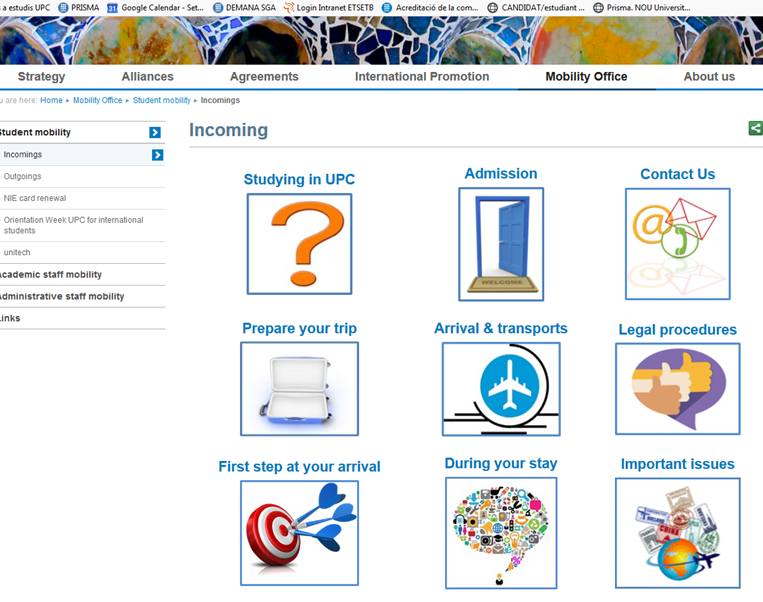 s a estudis UPC PRISMA 31 Google Calendar - Set... DEMANA SGA Login Intranet ETSETB Acreditació de la com... CANDIDAT/estudiant ... Prisma. NOU Universit...
Strategy Alliances Agreements International Promotion Mobility Office About us
u are here: Home ▸ Mobility Office ▸ Student mobility ▸ Incomings
Student mobility
Incomings
Outgoings
NIE card renewal
Orientation Week UPC for international
students
unitech
Academic staff mobility
Administrative staff mobility
Links
Incoming
Studying in UPC Admission Contact Us
WELCOME
Prepare your trip Arrival & transports Legal procedures
First step at your arrival During your stay Important issues
CHINA